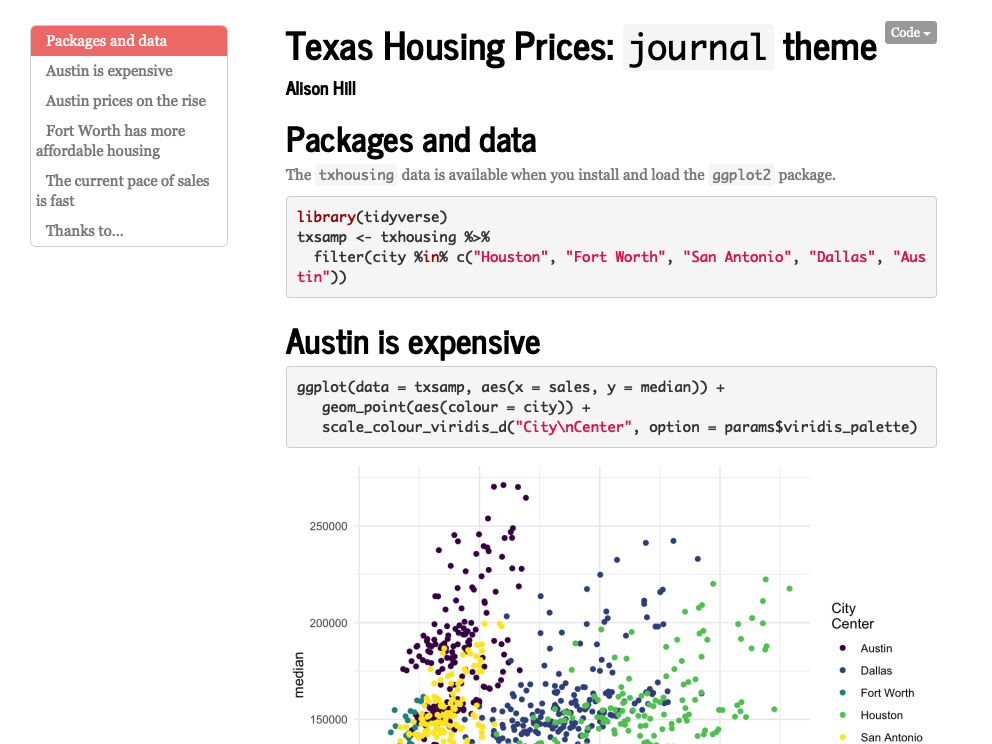 Packages and data
Austin is expensive
Austin prices on the rise
Fort Worth has more
affordable housing
The current pace of sales
is fast
Thanks to...
Texas Housing Prices: journal theme
Code
Alison Hill
Packages and data
The txhousing data is available when you install and load the ggplot2 package.
library(tidyverse)
txsamp <- txhousing %>%
  filter(city %in% c("Houston", "Fort Worth", "San Antonio", "Dallas", "Aus
tin"))
Austin is expensive
ggplot(data = txsamp, aes(x = sales, y = median)) +
   geom_point(aes(colour = city)) +
   scale_colour_viridis_d("City\nCenter", option = params$viridis_palette)
250000
200000
150000
median
City
Center
Austin
Dallas
Fort Worth
Houston
San Antonio